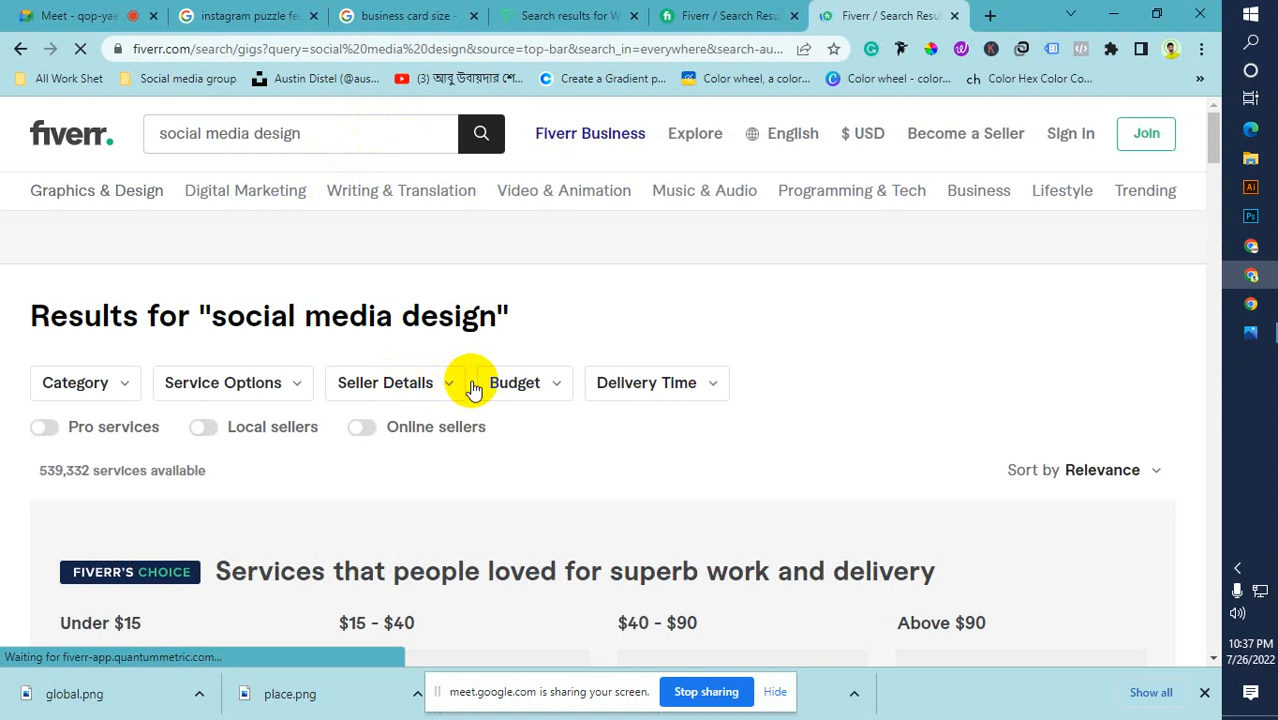 Meet - qop-yae
instagram puzzle fe
business card size -
Search results for W
Fiverr / Search Resu
Fiverr / Search Resul
fiverr.com/search/gigs?query=social%20media%20design&source=top-bar&search_in=everywhere&search-au...
All Work Shet
Social media group
Austin Distel (@aus...
(3) আবু উবায়দার শে...
Create a Gradient p...
Color wheel, a color...
Color wheel - color...
ch Color Hex Color Co...
fiverr.
social media design
Fiverr Business
Explore
English
$ USD
Become a Seller
Sign In
Join
Graphics & Design
Digital Marketing
Writing & Translation
Video & Animation
Music & Audio
Programming & Tech
Business
Lifestyle
Trending
Results for "social media design"
Category
Service Options
Seller Details
Budget
Delivery Time
Pro services
Local sellers
Online sellers
539,332 services available
Sort by Relevance
FIVERR'S CHOICE
Services that people loved for superb work and delivery
Under $15
$15 - $40
$40 - $90
Above $90
Waiting for fiverr-app.quantummetric.com...
global.png
place.png
meet.google.com is sharing your screen.
Stop sharing
Hide
Show all
Ai
Ps
10:37 PM
7/26/2022